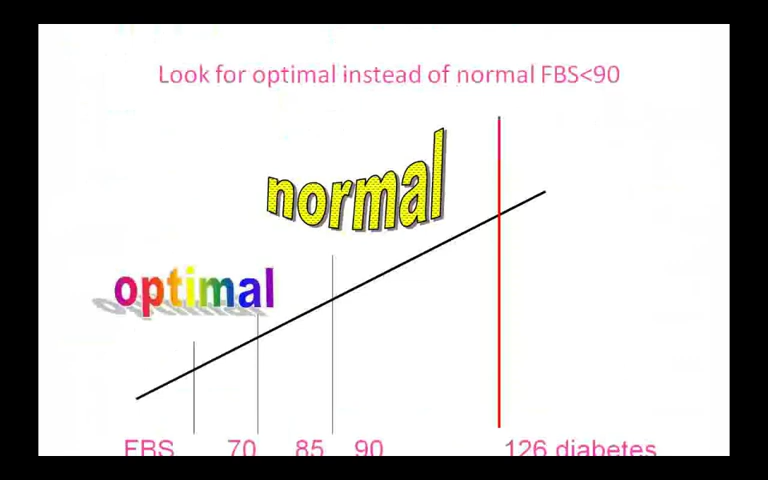 Look for optimal instead of normal FBS<90
normal
optimal
FBS 70 85 90 126 diabetes